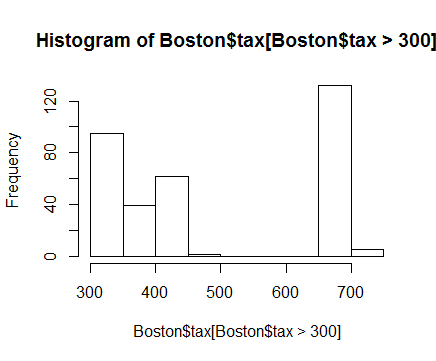 Histogram of Boston$tax[Boston$tax > 300]
Frequency
120
80
40
0
300 400 500 600 700
Boston$tax[Boston$tax > 300]